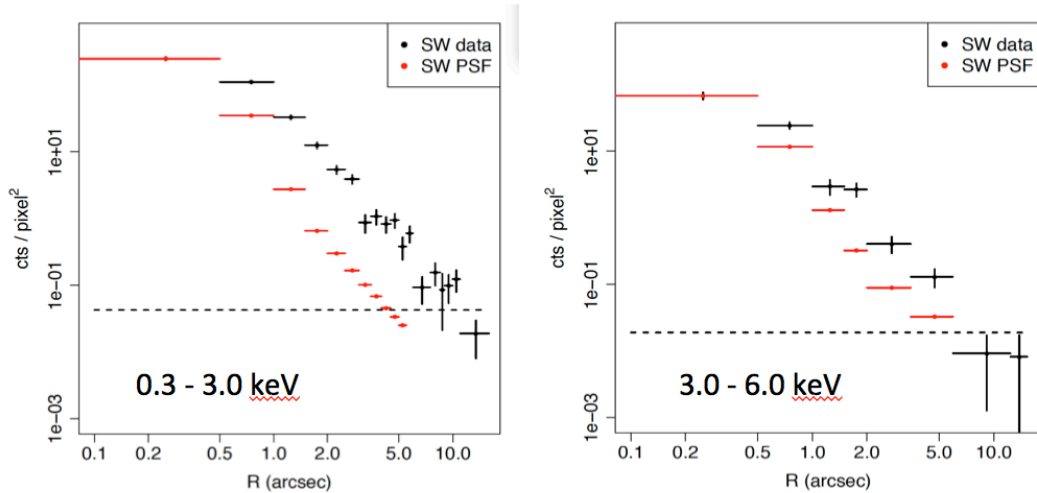 SW data
SW PSF
cts / pixel²
1e+01
1e-01
1e-03
0.3 - 3.0 keV
0.1 0.2 0.5 1.0 2.0 5.0 10.0
R (arcsec)
SW data
SW PSF
cts / pixel²
1e+01
1e-01
1e-03
3.0 - 6.0 keV
0.1 0.2 0.5 1.0 2.0 5.0 10.0
R (arcsec)